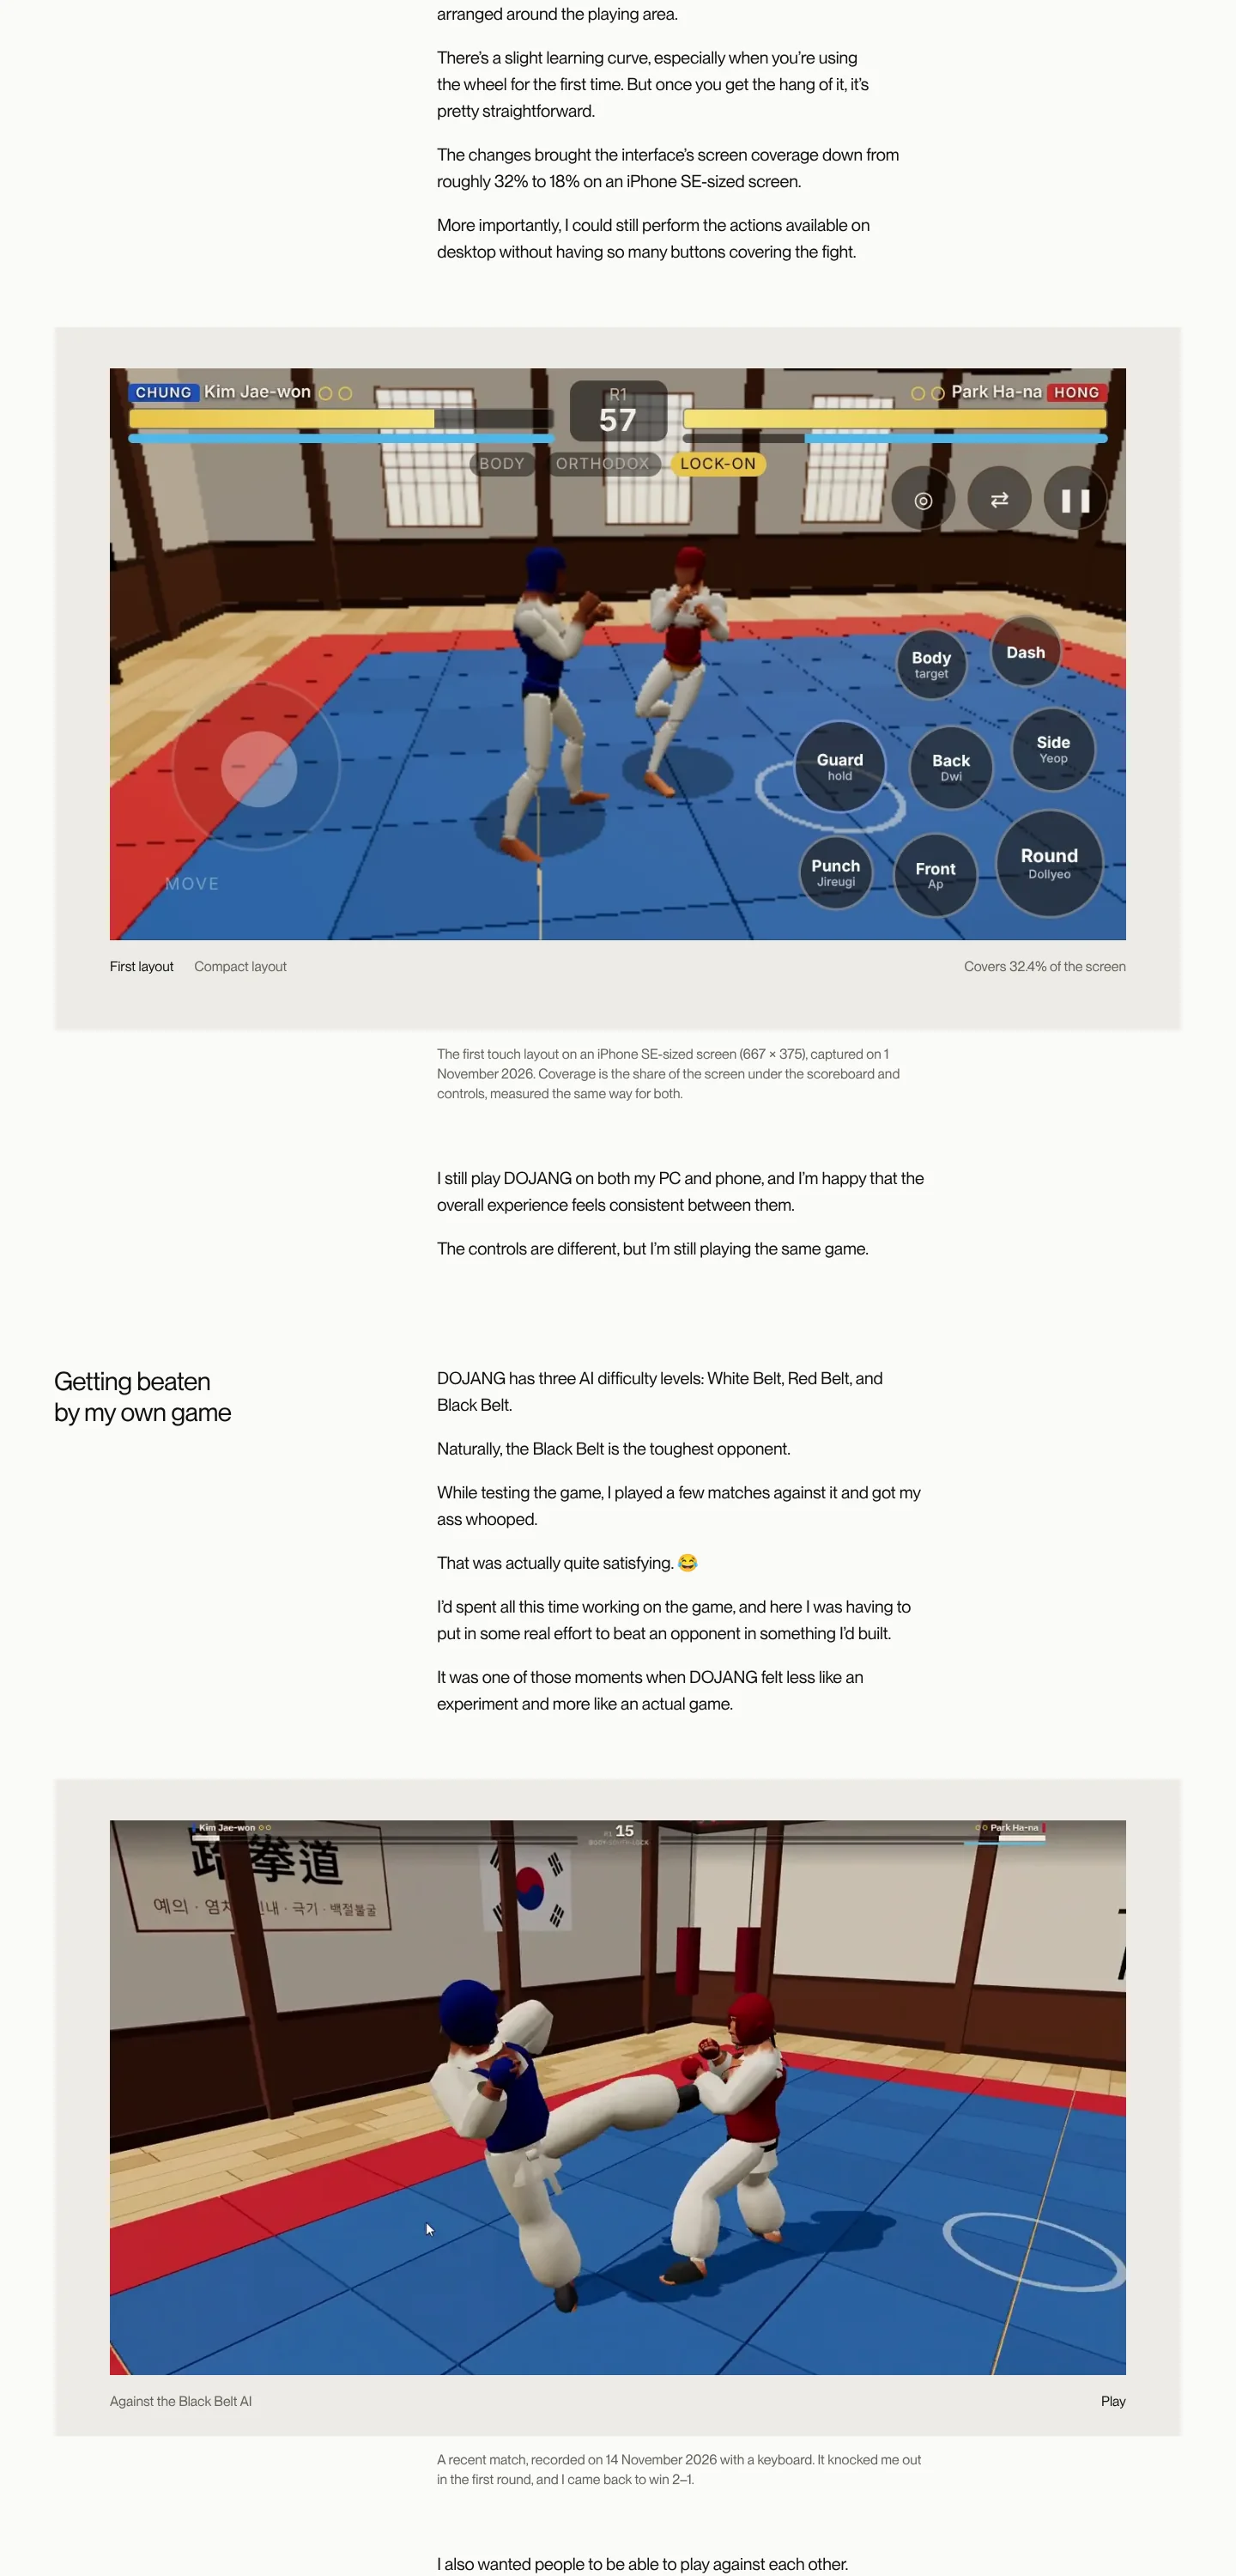 arranged around the playing area.
There's a slight learning curve, especially when you're using
the wheel for the first time. But once you get the hang of it, it's
pretty straightforward.
The changes brought the interface's screen coverage down from
roughly 32% to 18% on an iPhone SE-sized screen.
More importantly, I could still perform the actions available on
desktop without having so many buttons covering the fight.
CHUNG Kim Jae-won
R1
57
Park Ha-na HONG
BODY ORTHODOX LOCK-ON
Body
target
Dash
Guard
hold
Back
Dwi
Side
Yeop
Punch
Jireugi
Front
Ap
Round
Dollyeo
MOVE
First layout Compact layout
Covers 32.4% of the screen
The first touch layout on an iPhone SE-sized screen (667 × 375), captured on 1
November 2026. Coverage is the share of the screen under the scoreboard and
controls, measured the same way for both.
I still play DOJANG on both my PC and phone, and I'm happy that the
overall experience feels consistent between them.
The controls are different, but I'm still playing the same game.
Getting beaten
by my own game
DOJANG has three AI difficulty levels: White Belt, Red Belt, and
Black Belt.
Naturally, the Black Belt is the toughest opponent.
While testing the game, I played a few matches against it and got my
ass whooped.
That was actually quite satisfying. 😂
I'd spent all this time working on the game, and here I was having to
put in some real effort to beat an opponent in something I'd built.
It was one of those moments when DOJANG felt less like an
experiment and more like an actual game.
Kim Jae-won
R1 15
Park Ha-na
拳道
예의 · 염치 · 인내 · 극기 · 백절불굴
Against the Black Belt AI
Play
A recent match, recorded on 14 November 2026 with a keyboard. It knocked me out
in the first round, and I came back to win 2–1.
I also wanted people to be able to play against each other.